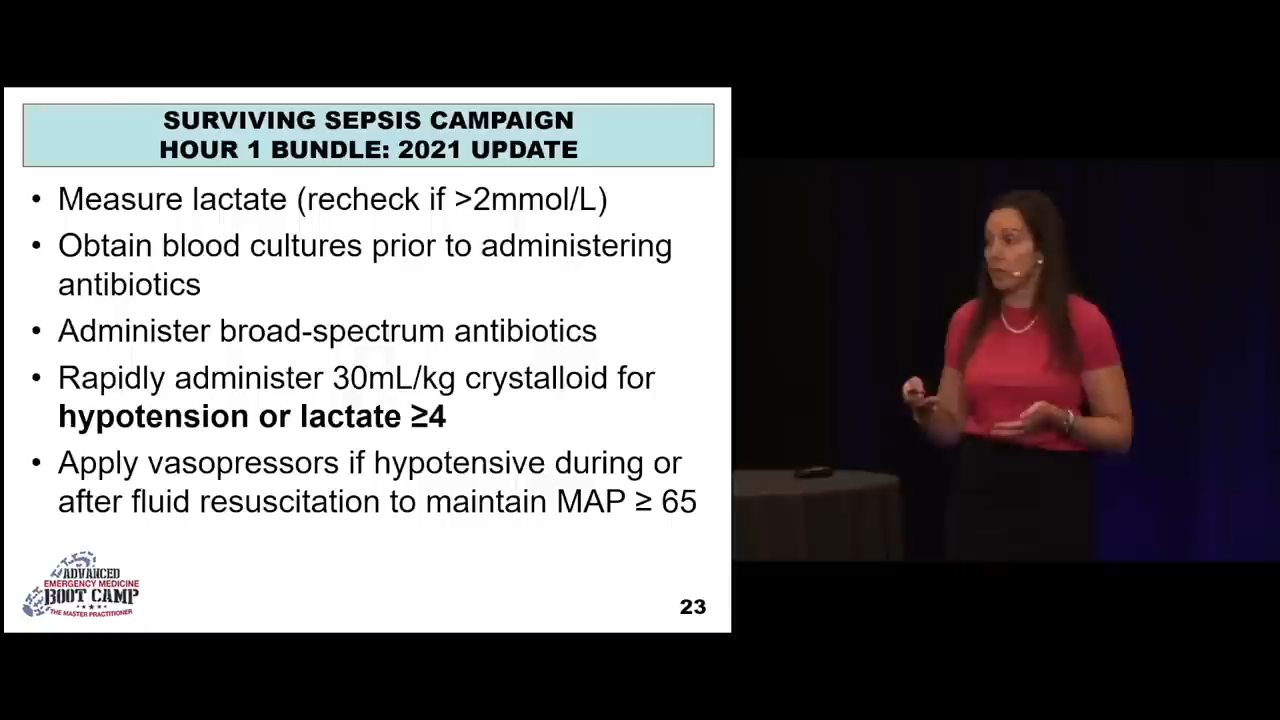 SURVIVING SEPSIS CAMPAIGN
HOUR 1 BUNDLE: 2021 UPDATE
• Measure lactate (recheck if >2mmol/L)
• Obtain blood cultures prior to administering
antibiotics
• Administer broad-spectrum antibiotics
• Rapidly administer 30mL/kg crystalloid for
hypotension or lactate ≥4
• Apply vasopressors if hypotensive during or
after fluid resuscitation to maintain MAP ≥ 65
ADVANCED
EMERGENCY MEDICINE
BOOT CAMP
THE MASTER PRACTITIONER
23